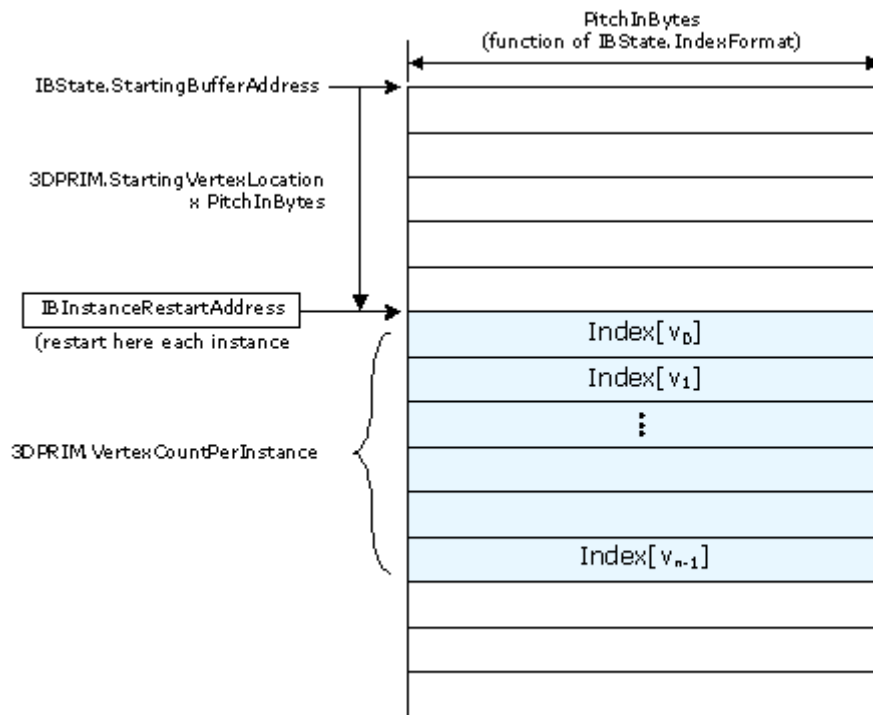 PitchInBytes
(function of IBState.IndexFormat)
IBState.StartingBufferAddress
3DPRIM.StartingVertexLocation
x PitchInBytes
IBInstanceRestartAddress
(restart here each instance
Index[v₀]
Index[v₁]
⋮
3DPRIM.VertexCountPerInstance
Index[vₙ₋₁]